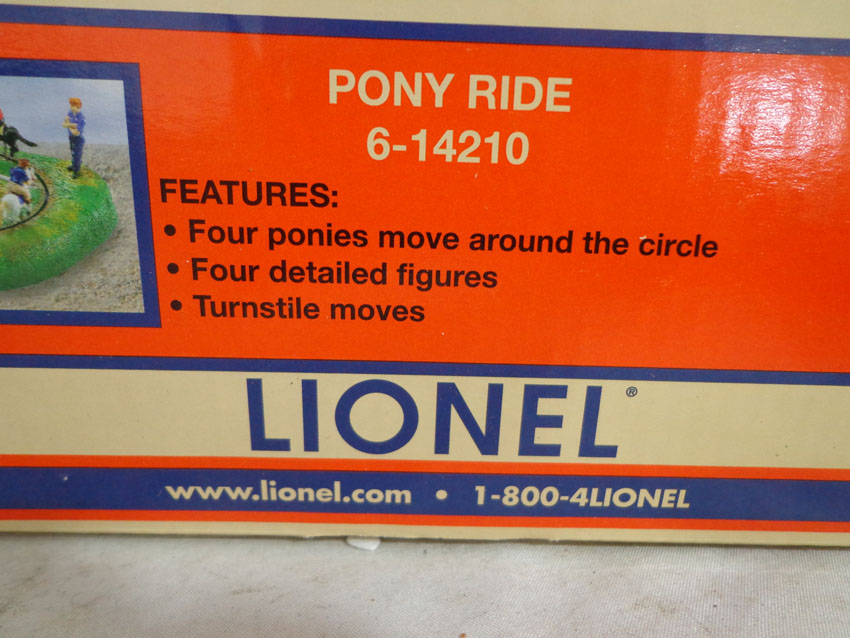 PONY RIDE
6-14210
FEATURES:
• Four ponies move around the circle
• Four detailed figures
• Turnstile moves
LIONEL®
www.lionel.com • 1-800-4LIONEL